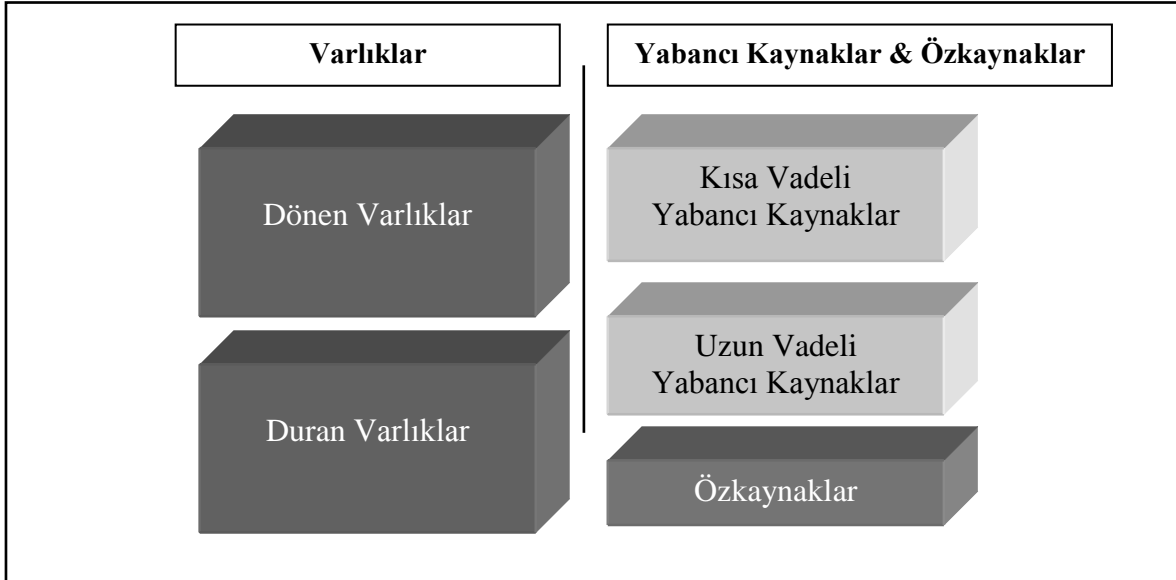 Varlıklar
Dönen Varlıklar
Duran Varlıklar
Yabancı Kaynaklar & Özkaynaklar
Kısa Vadeli
Yabancı Kaynaklar
Uzun Vadeli
Yabancı Kaynaklar
Özkaynaklar